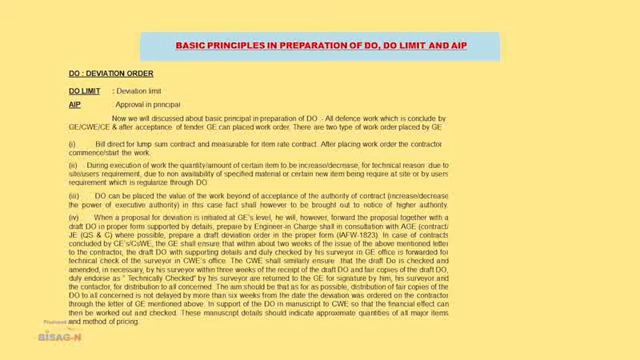 BASIC PRINCIPLES IN PREPARATION OF DO, DO LIMIT AND AIP
DO : DEVIATION ORDER
DO LIMIT : Deviation limit
AIP : Approval in principal
Now we will discussed about basic principal in preparation of DO :- All defence work which is conclude by
GE/CWE/CE & after acceptance of tender GE can placed work order. There are two type of work order placed by GE
(i) Bill direct for lump sum contract and measurable for item rate contract. After placing work order the contractor
commence/start the work.
(ii) During execution of work the quantity/amount of certain item to be increase/decrease, for technical reason due to
site/users requirement, due to non availability of specified material or certain new item being require at site or by users
requirement which is regularize through DO.
(iii) DO can be placed the value of the work beyond of acceptance of the authority of contract (increase/decrease
the power of executive authority) in this case fact shall however to be brought out to notice of higher authority.
(iv) When a proposal for deviation is initiated at GE's level, he will, however, forward the proposal together with a
draft DO in proper form supported by details, prepare by Engineer-in Charge shall in consultation with AGE (contract/
JE (QS & C) where possible, prepare a draft deviation order in the proper form (IAFW-1823). In case of contracts
concluded by CE's/CsWE, the GE shall ensure that within about two weeks of the issue of the above mentioned letter
to the contractor, the draft DO with supporting details and duly checked by his surveyor in GE office is forwarded for
technical check of the surveyor in CWE's office. The CWE shall similarly ensure that the draft Do is checked and
amended, in necessary, by his surveyor within three weeks of the receipt of the draft DO and fair copies of the draft DO,
duly endorse as " Technically Checked" by his surveyor are returned to the GE for signature by him, his surveyor and
the contactor, for distribution to all concerned. The aim should be that as for as possible, distribution of fair copies of the
DO to all concerned is not delayed by more than six weeks from the date the deviation was ordered on the contractor
through the letter of GE mentioned above. In support of the DO in manuscript to CWE so that the financial effect can
then be worked out and checked. These manuscript details should indicate approximate quantities of all major items
and method of pricing.
BISAG-N